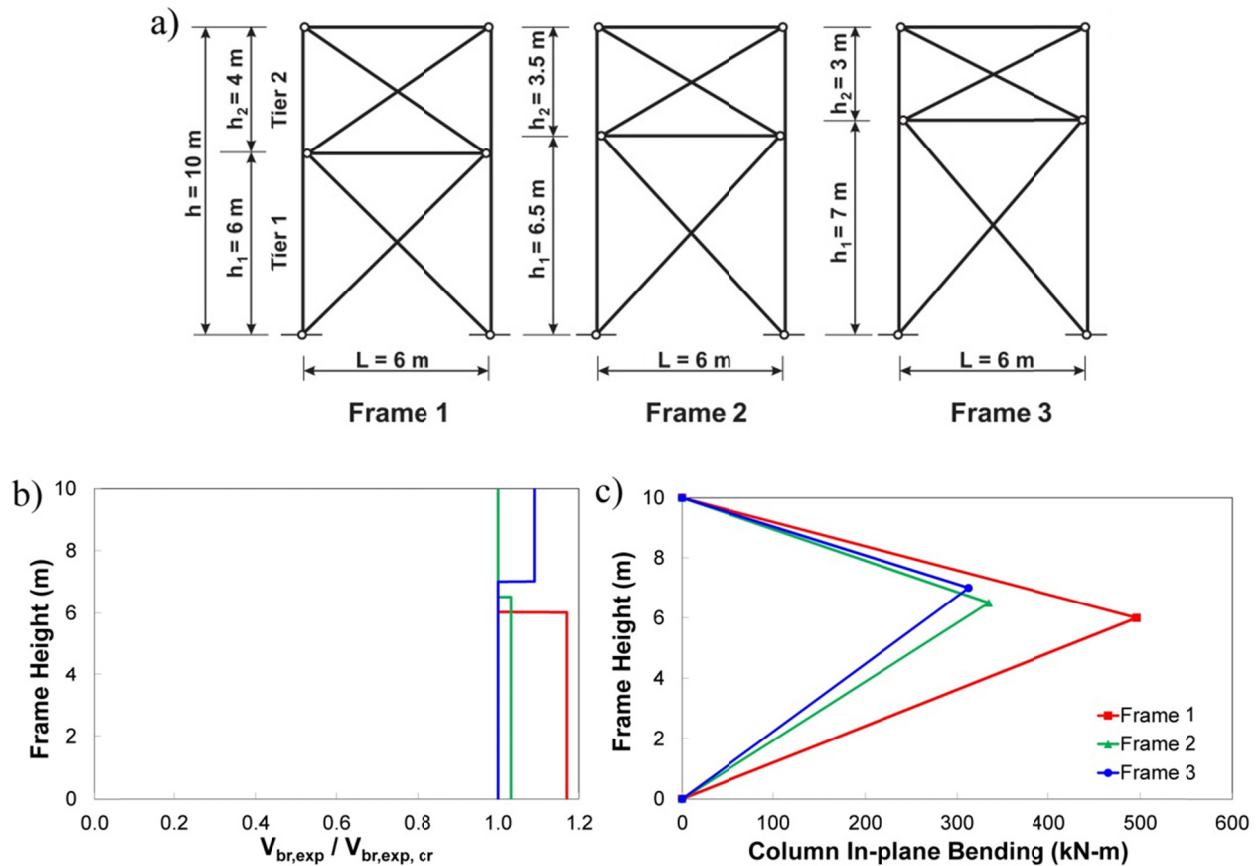 a)
h = 10 m
h₂ = 4 m
h₁ = 6 m
Tier 2
Tier 1
L = 6 m
Frame 1
h₂ = 3.5 m
h₁ = 6.5 m
L = 6 m
Frame 2
h₂ = 3 m
h₁ = 7 m
L = 6 m
Frame 3
b)
Frame Height (m)
10
8
6
4
2
0
0.0 0.2 0.4 0.6 0.8 1.0 1.2
V_br,exp / V_br,exp, cr
c)
Frame Height (m)
10
8
6
4
2
0
Frame 1
Frame 2
Frame 3
0 100 200 300 400 500 600
Column In-plane Bending (kN-m)